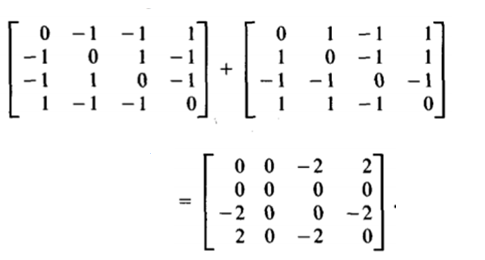 [ 0 -1 -1 1 ] [ 0 1 -1 1 ]
[ -1 0 1 -1 ] + [ 1 0 -1 1 ]
[ -1 1 0 -1 ] [ -1 -1 0 -1 ]
[ 1 -1 -1 0 ] [ 1 1 -1 0 ]
[ 0 0 -2 2 ]
= [ 0 0 0 0 ] .
[ -2 0 0 -2 ]
[ 2 0 -2 0 ]